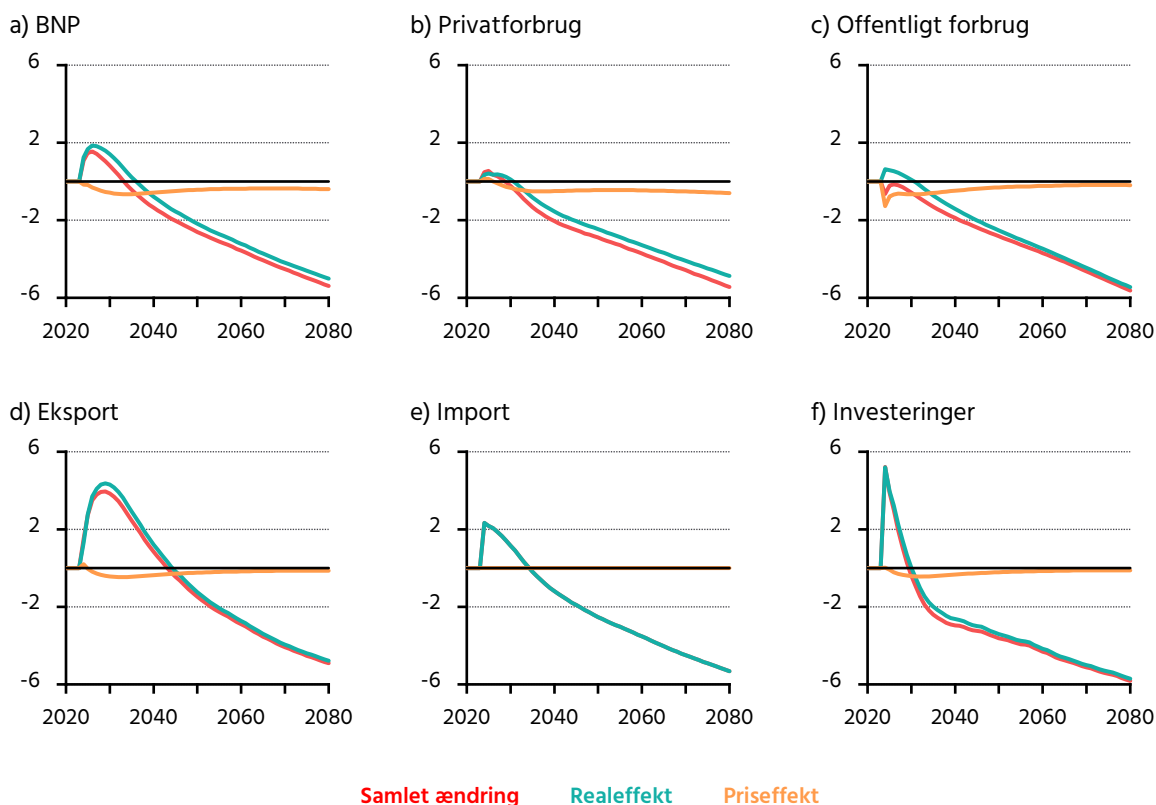 a) BNP
b) Privatforbrug
c) Offentligt forbrug
6
2
-2
-6
2020 2040 2060 2080
6
2
-2
-6
2020 2040 2060 2080
6
2
-2
-6
2020 2040 2060 2080
d) Eksport
e) Import
f) Investeringer
6
2
-2
-6
2020 2040 2060 2080
6
2
-2
-6
2020 2040 2060 2080
6
2
-2
-6
2020 2040 2060 2080
Samlet ændring Realeffekt Priseffekt